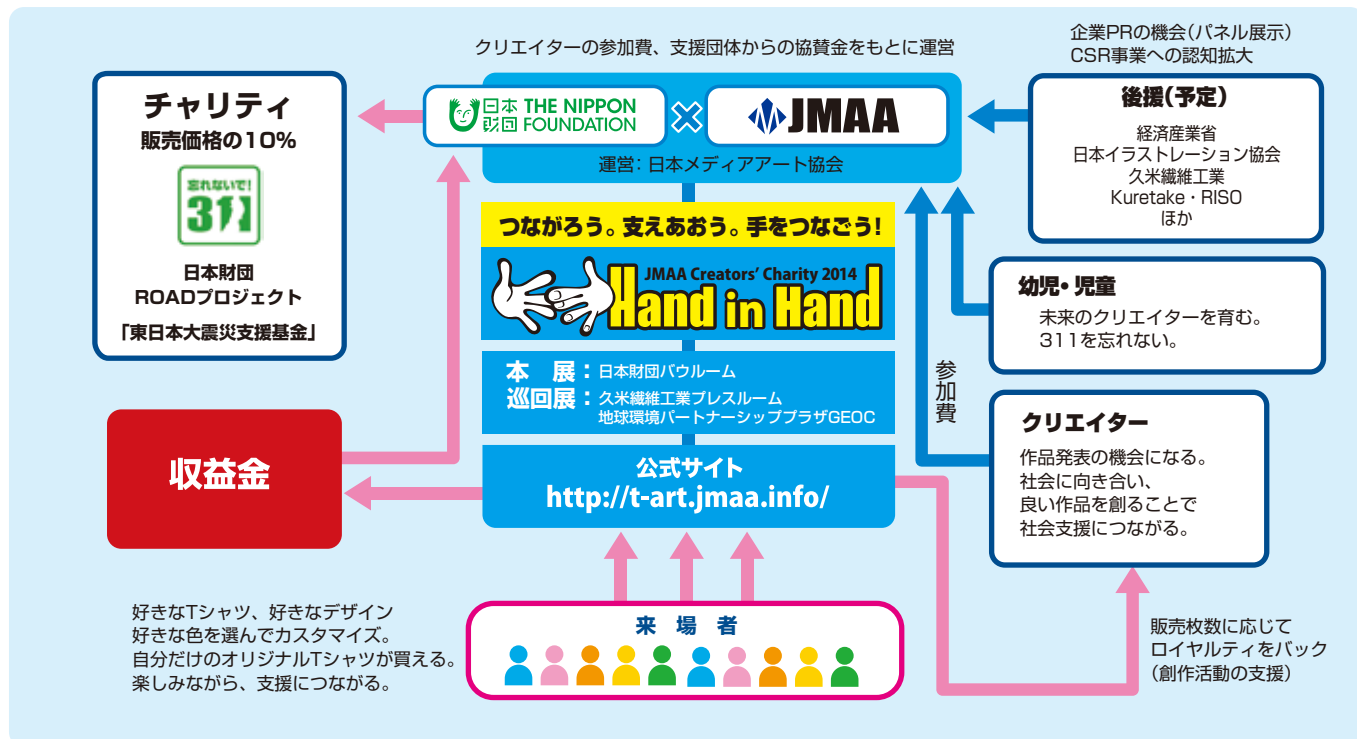 クリエイターの参加費、支援団体からの協賛金をもとに運営
企業PRの機会(パネル展示)
CSR事業への認知拡大
チャリティ
販売価格の10%
忘れないで!
311
日本財団
ROADプロジェクト
「東日本大震災支援基金」
日本財団 THE NIPPON FOUNDATION
×
JMAA
運営:日本メディアアート協会
後援(予定)
経済産業省
日本イラストレーション協会
久米繊維工業
Kuretake・RISO
ほか
つながろう。支えあおう。手をつなごう!
JMAA Creators' Charity 2014
Hand in Hand
幼児・児童
未来のクリエイターを育む。
311を忘れない。
本 展:日本財団バウルーム
巡回展:久米繊維工業プレスルーム
地球環境パートナーシッププラザGEOC
参加費
クリエイター
作品発表の機会になる。
社会に向き合い、
良い作品を創ることで
社会支援につながる。
収益金
公式サイト
http://t-art.jmaa.info/
好きなTシャツ、好きなデザイン
好きな色を選んでカスタマイズ。
自分だけのオリジナルTシャツが買える。
楽しみながら、支援につながる。
来 場 者
販売枚数に応じて
ロイヤルティをバック
(創作活動の支援)